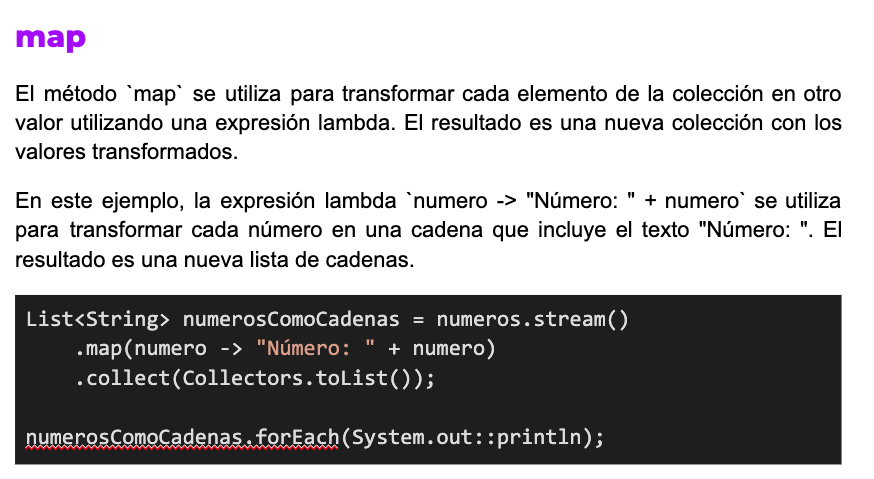 map
El método `map` se utiliza para transformar cada elemento de la colección en otro
valor utilizando una expresión lambda. El resultado es una nueva colección con los
valores transformados.
En este ejemplo, la expresión lambda `numero -> "Número: " + numero` se utiliza
para transformar cada número en una cadena que incluye el texto "Número: ". El
resultado es una nueva lista de cadenas.
List<String> numerosComoCadenas = numeros.stream()
    .map(numero -> "Número: " + numero)
    .collect(Collectors.toList());
numerosComoCadenas.forEach(System.out::println);